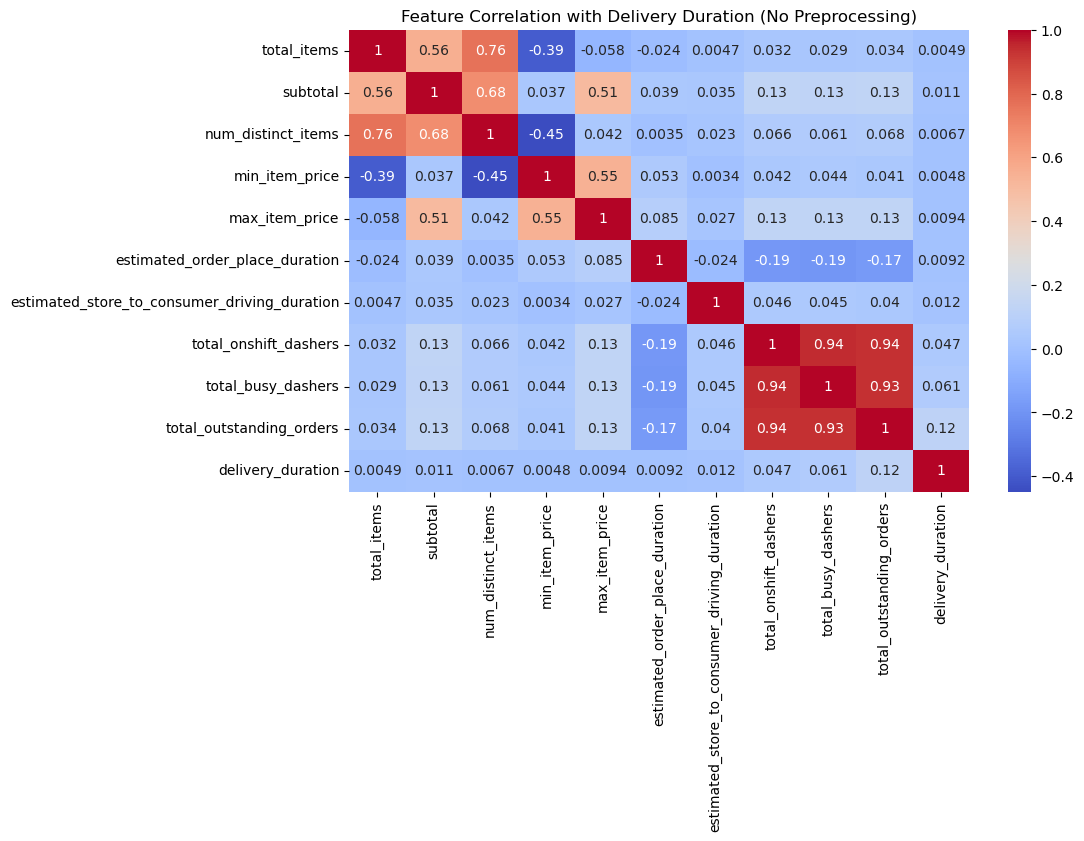 Feature Correlation with Delivery Duration (No Preprocessing)
total_items 1 0.56 0.76 -0.39 -0.058 -0.024 0.0047 0.032 0.029 0.034 0.0049
subtotal 0.56 1 0.68 0.037 0.51 0.039 0.035 0.13 0.13 0.13 0.011
num_distinct_items 0.76 0.68 1 -0.45 0.042 0.0035 0.023 0.066 0.061 0.068 0.0067
min_item_price -0.39 0.037 -0.45 1 0.55 0.053 0.0034 0.042 0.044 0.041 0.0048
max_item_price -0.058 0.51 0.042 0.55 1 0.085 0.027 0.13 0.13 0.13 0.0094
estimated_order_place_duration -0.024 0.039 0.0035 0.053 0.085 1 -0.024 -0.19 -0.19 -0.17 0.0092
estimated_store_to_consumer_driving_duration 0.0047 0.035 0.023 0.0034 0.027 -0.024 1 0.046 0.045 0.04 0.012
total_onshift_dashers 0.032 0.13 0.066 0.042 0.13 -0.19 0.046 1 0.94 0.94 0.047
total_busy_dashers 0.029 0.13 0.061 0.044 0.13 -0.19 0.045 0.94 1 0.93 0.061
total_outstanding_orders 0.034 0.13 0.068 0.041 0.13 -0.17 0.04 0.94 0.93 1 0.12
delivery_duration 0.0049 0.011 0.0067 0.0048 0.0094 0.0092 0.012 0.047 0.061 0.12 1
total_items
subtotal
num_distinct_items
min_item_price
max_item_price
estimated_order_place_duration
estimated_store_to_consumer_driving_duration
total_onshift_dashers
total_busy_dashers
total_outstanding_orders
delivery_duration
1.0
0.8
0.6
0.4
0.2
0.0
−0.2
−0.4